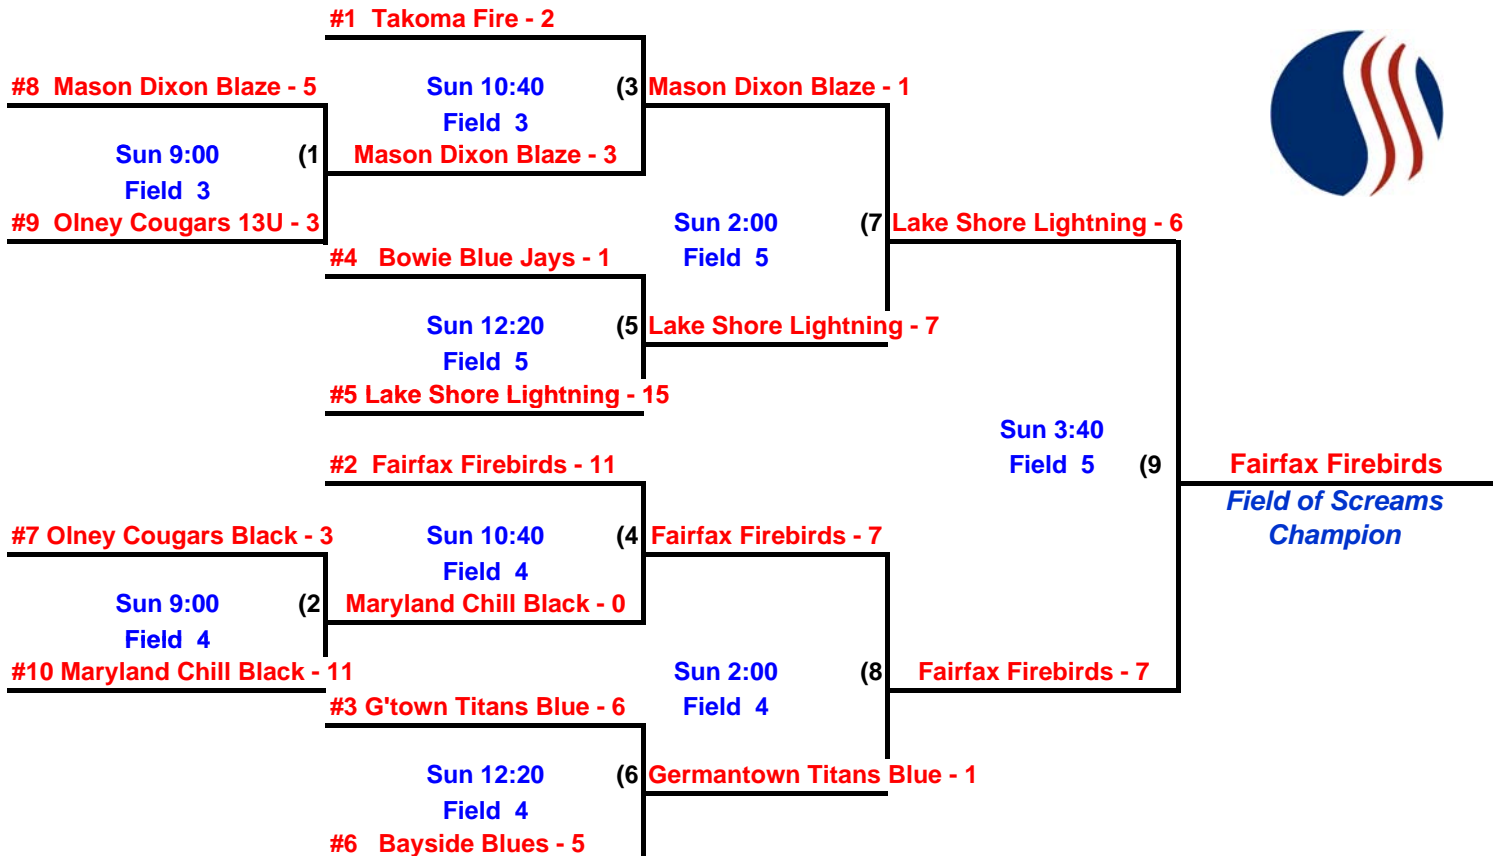 #1 Takoma Fire - 2
#8 Mason Dixon Blaze - 5
Sun 10:40
(3
Mason Dixon Blaze - 1
Field 3
Sun 9:00
(1
Mason Dixon Blaze - 3
Field 3
#9 Olney Cougars 13U - 3
Sun 2:00
(7
Lake Shore Lightning - 6
#4 Bowie Blue Jays - 1
Field 5
Sun 12:20
(5
Lake Shore Lightning - 7
Field 5
#5 Lake Shore Lightning - 15
Sun 3:40
#2 Fairfax Firebirds - 11
Field 5
(9
Fairfax Firebirds
Field of Screams
Champion
#7 Olney Cougars Black - 3
Sun 10:40
(4
Fairfax Firebirds - 7
Field 4
Sun 9:00
(2
Maryland Chill Black - 0
Field 4
#10 Maryland Chill Black - 11
Sun 2:00
(8
Fairfax Firebirds - 7
#3 G'town Titans Blue - 6
Field 4
Sun 12:20
(6
Germantown Titans Blue - 1
Field 4
#6 Bayside Blues - 5